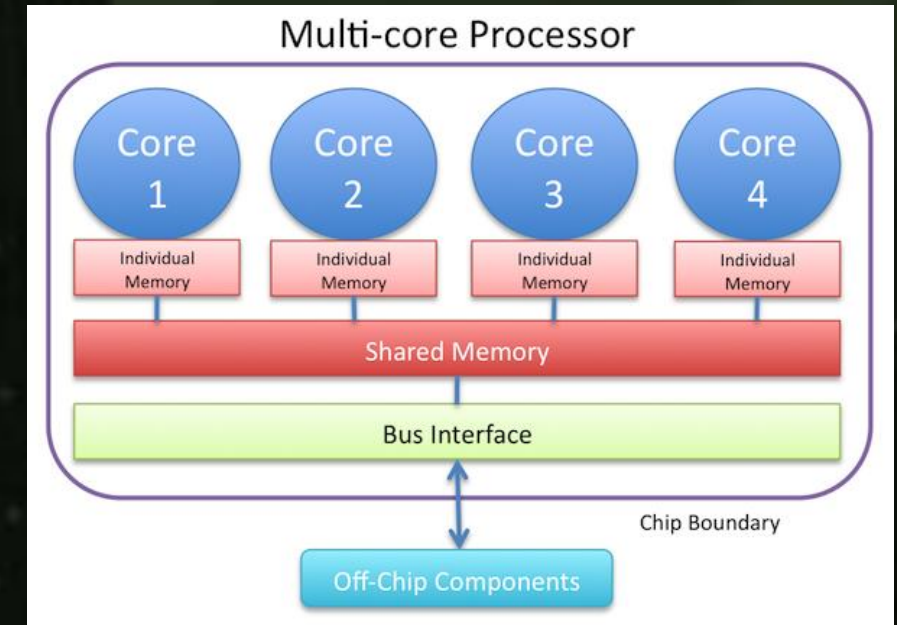 Multi-core Processor
Core
1
Core
2
Core
3
Core
4
Individual
Memory
Individual
Memory
Individual
Memory
Individual
Memory
Shared Memory
Bus Interface
Chip Boundary
Off-Chip Components